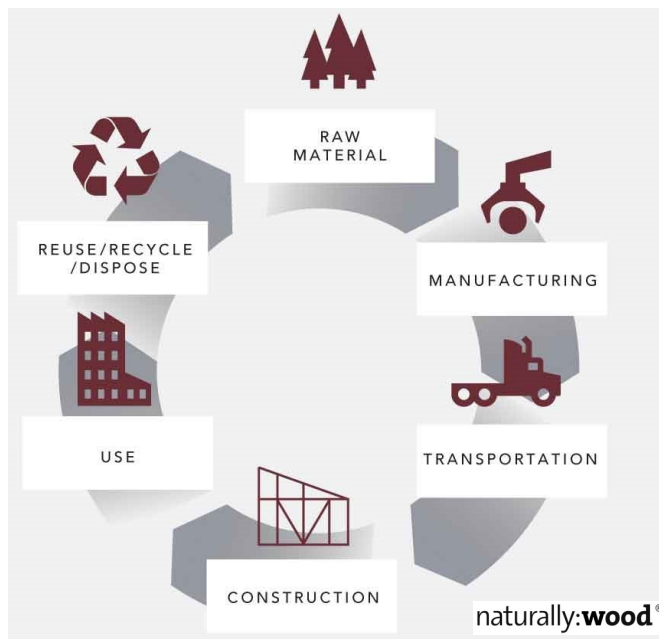 RAW
MATERIAL
MANUFACTURING
TRANSPORTATION
CONSTRUCTION
USE
REUSE/RECYCLE
/DISPOSE
naturally:wood®